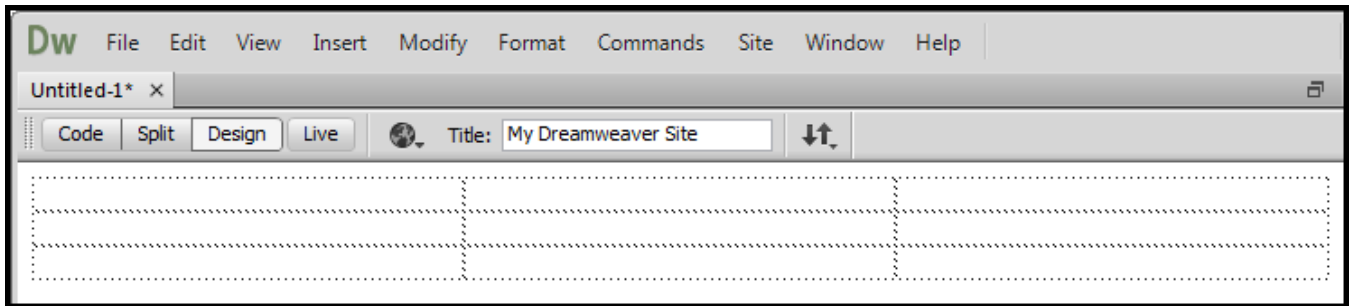 Dw File Edit View Insert Modify Format Commands Site Window Help
Untitled-1* ×
Code Split Design Live Title: My Dreamweaver Site